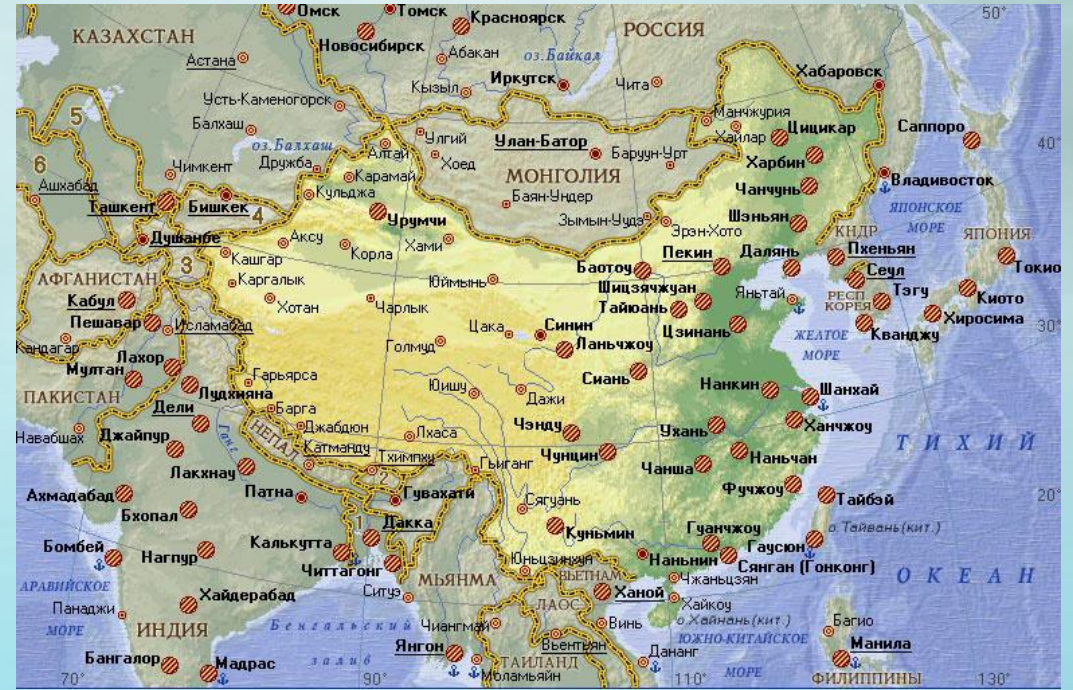 Омск
Томск
Красноярск
50°
КАЗАХСТАН
РОССИЯ
Новосибирск
Абакан
оз.Байкал
Астана
Кызыл
Иркутск
Чита
Хабаровск
Усть-Каменогорск
Манчжурия
5
Балхаш
Улгий
Улан-Батор
Хайлар
Цицикар
Саппоро
40°
оз.Балхаш
Алтай
Хоед
Баруун-Урт
Харбин
6
Чимкент
Дружба
Карамай
МОНГОЛИЯ
Владивосток
Ашхабад
Кульджа
Баян-Ундер
Чанчунь
Ташкент
Бишкек
4
Урумчи
Зымын-Уудэ
Шэньян
ЯПОНСКОЕ
МОРЕ
Душанбе
Аксу
Хами
Эрэн-Хото
КНДР
ЯПОНИЯ
Кашгар
Корла
Пекин
Далянь
Пхеньян
3
Баотоу
Сеул
Токио
АФГАНИСТАН
Каргалык
Юймынь
Шицзячжуан
Яньтай
РЕСП.
КОРЕЯ
Тэгу
Киото
Кабул
Хотан
Чарлык
Тайюань
Пешавар
Исламабад
Цака
Синин
Цзинань
ЖЕЛТОЕ
МОРЕ
Кванджу
Хиросима
30°
Кандагар
Голмуд
Ланьчжоу
Лахор
Мултан
Гарьярса
Сиань
ПАКИСТАН
Лудхияна
Юишу
Дажи
Нанкин
Шанхай
Дели
Барга
Навабшах
Ганг
НЕПАЛ
Джабдюн
Лхаса
Чэнду
Ухань
Ханчжоу
Джайпур
Катманду
Тхимпху
Гьиганг
Чунцин
Наньчан
ТИХИЙ
Лакхнау
2
Чанша
Фучжоу
Ахмадабад
Патна
Гувахати
Сягуань
Тайбэй
20°
Бхопал
1
Дакка
Куньмин
Гуанчжоу
о.Тайвань(кит.)
Бомбей
Нагпур
Калькутта
Гаусюн
Читтагонг
Юньцзинхун
Наньнин
Сянган (Гонконг)
МЬЯНМА
ВЬЕТНАМ
Чжаньцзян
ОКЕАН
АРАВИЙСКОЕ
Ситуэ
Ханой
Хайдерабад
ЛАОС
Хайкоу
Панаджи
о.Хайнань(кит.)
МОРЕ
ИНДИЯ
Бенгальский
Чиангмай
Винь
Багио
ЮЖНО-КИТАЙСКОЕ
Янгон
Вьентьян
Манила
Бангалор
залив
ТАИЛАНД
Дананг
Мадрас
Моламьяйн
МОРЕ
ФИЛИППИНЫ
70°
90°
110°
130°